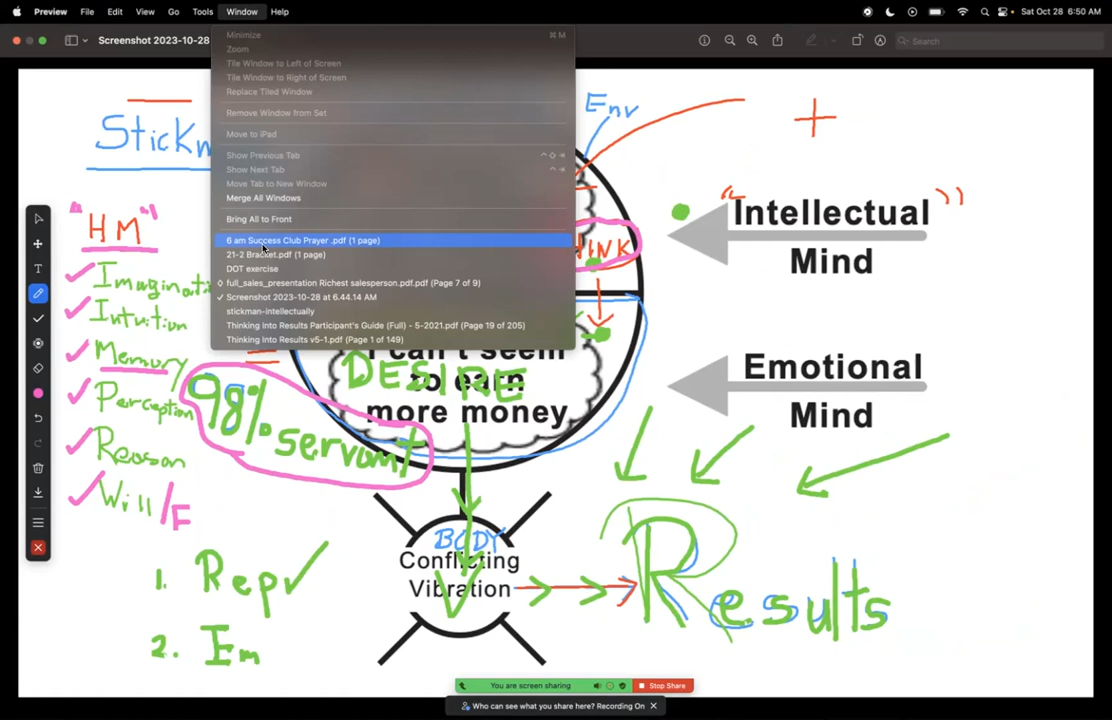 Preview File Edit View Go Tools Window Help Sat Oct 28 6:50 AM
Screenshot 2023-10-28 Search
Minimize ⌘ M
Zoom
Tile Window to Left of Screen
Tile Window to Right of Screen
Replace Tiled Window
Remove Window from Set
Move to iPad
Show Previous Tab
Show Next Tab
Move Tab to New Window
Merge All Windows
Bring All to Front
6 am Success Club Prayer .pdf (1 page)
21-2 Bracket.pdf (1 page)
DOT exercise
full_sales_presentation Richest salesperson.pdf.pdf (Page 7 of 9)
✓ Screenshot 2023-10-28 at 6.44.14 AM
stickman-intellectually
Thinking Into Results Participant's Guide (Full) - 5-2021.pdf (Page 19 of 205)
Thinking Into Results v5-1.pdf (Page 1 of 149)
Stickm
Env
+
"HM"
Imaginati
Intuition
Memory
Perception
Reason
Will/F
"Intellectual"
Mind
Emotional
Mind
I can't seem
to earn
more money
DESIRE
98% servant
BODY
Conflicting
Vibration
Results
1. Rep ✓
2. Em
You are screen sharing Stop Share
Who can see what you share here? Recording On